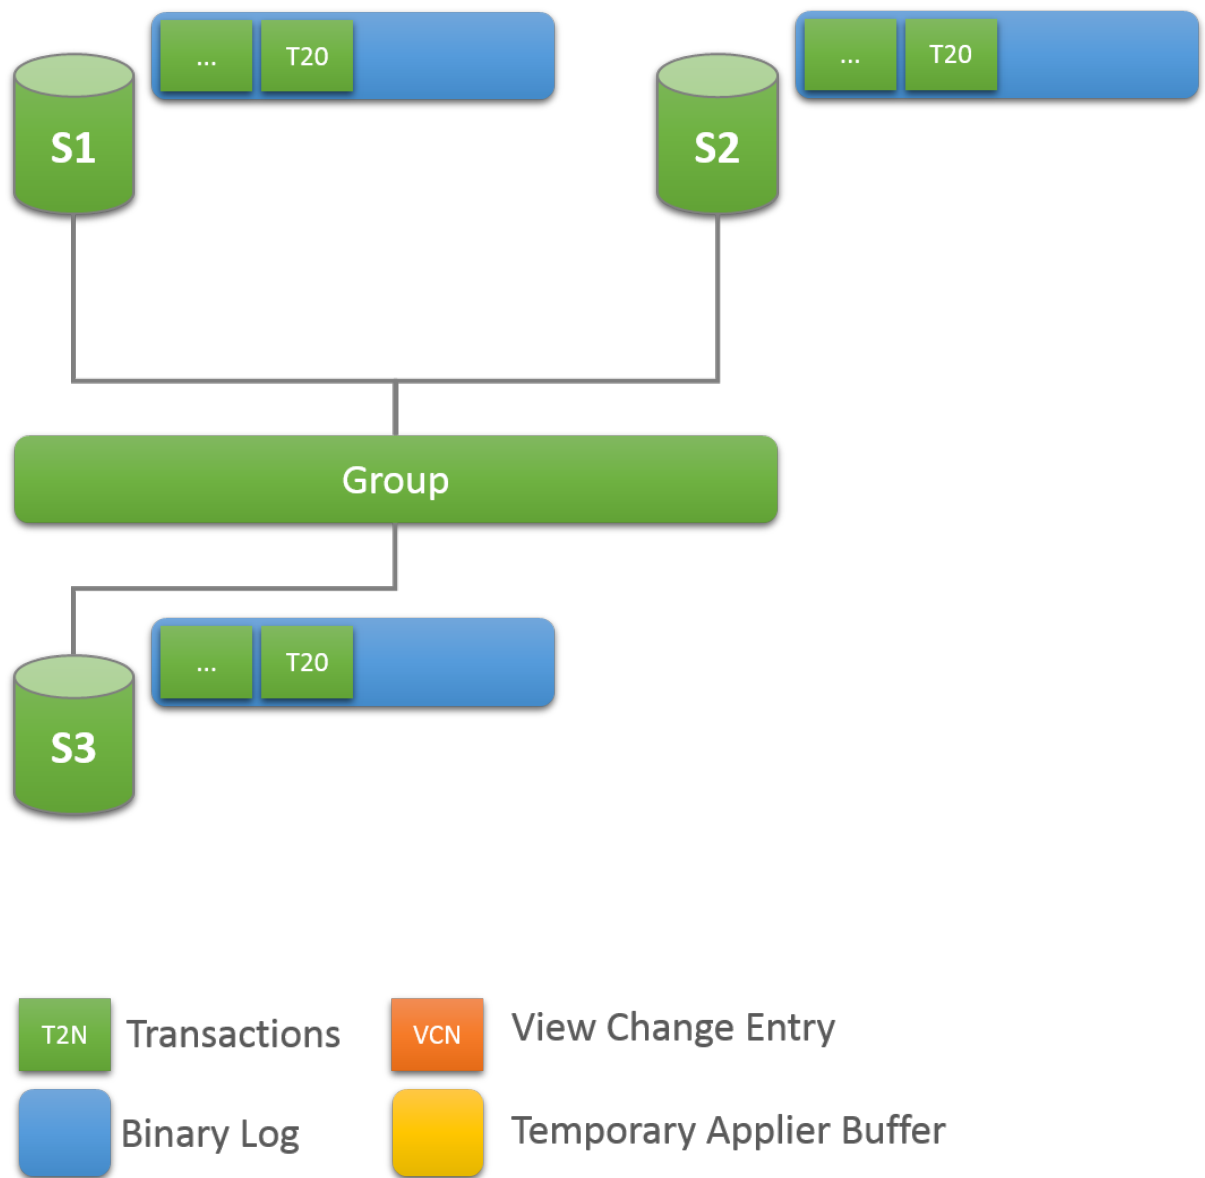 ... T20
S1
... T20
S2
Group
... T20
S3
T2N Transactions
VCN View Change Entry
Binary Log
Temporary Applier Buffer